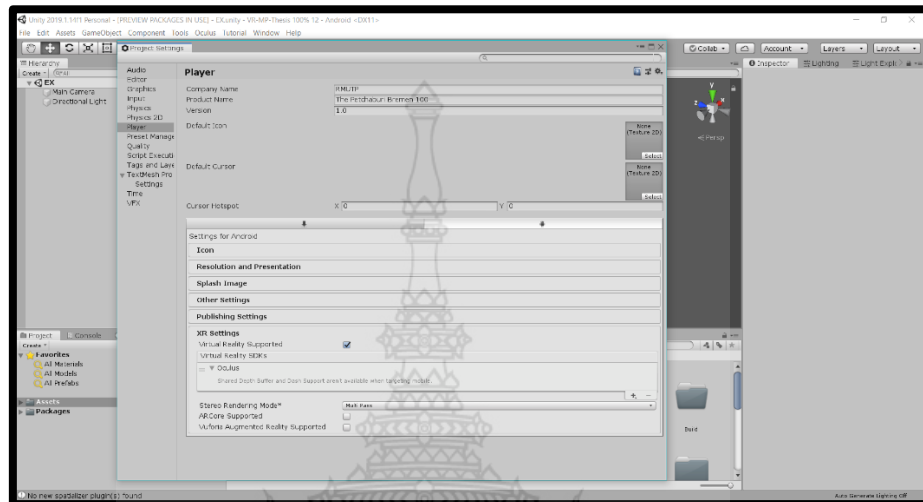 Unity 2019.1.14f1 Personal - [PREVIEW PACKAGES IN USE] - EX.unity - VR-MP-Thesis 100% 12 - Android <DX11>
File Edit Assets GameObject Component Tools Oculus Tutorial Window Help
Collab Account Layers Layout
Hierarchy
Create
EX
Main Camera
Directional Light
Project Settings
Audio
Editor
Graphics
Input
Physics
Physics 2D
Player
Preset Manage
Quality
Script Executi
Tags and Laye
TextMesh Pro
Settings
Time
VFX
Player
Company Name RMUTP
Product Name The Petchaburi Bremen 100
Version 1.0
Default Icon
None
(Texture 2D)
Select
Default Cursor
None
(Texture 2D)
Select
Cursor Hotspot X 0 Y 0
Settings for Android
Icon
Resolution and Presentation
Splash Image
Other Settings
Publishing Settings
XR Settings
Virtual Reality Supported
Virtual Reality SDKs
Oculus
Shared Depth Buffer and Dash Support aren't available when targeting mobile.
Stereo Rendering Mode* Multi Pass
ARCore Supported
Vuforia Augmented Reality Supported
Inspector Lighting Light Expl
y
x
z
Persp
Project Console
Create
Favorites
All Materials
All Models
All Prefabs
Assets
Packages
No new spatializer plugin(s) found
Auto Generate Lighting Off